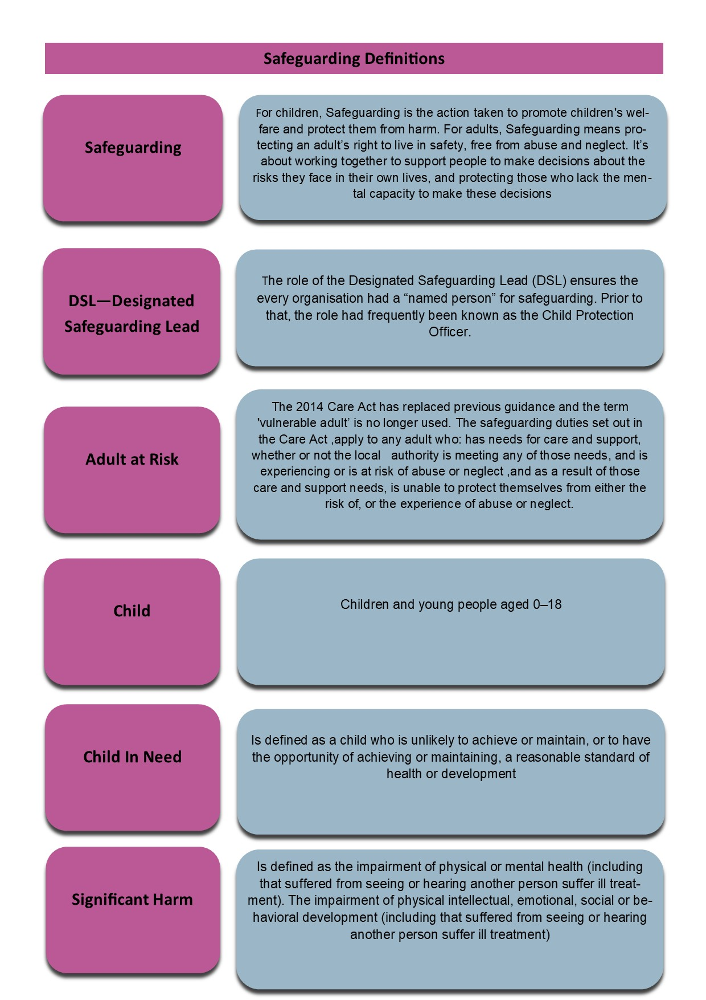 Safeguarding Definitions
Safeguarding
For children, Safeguarding is the action taken to promote children's wel-
fare and protect them from harm. For adults, Safeguarding means pro-
tecting an adult’s right to live in safety, free from abuse and neglect. It’s
about working together to support people to make decisions about the
risks they face in their own lives, and protecting those who lack the men-
tal capacity to make these decisions
DSL—Designated
Safeguarding Lead
The role of the Designated Safeguarding Lead (DSL) ensures the
every organisation had a “named person” for safeguarding. Prior to
that, the role had frequently been known as the Child Protection
Officer.
Adult at Risk
The 2014 Care Act has replaced previous guidance and the term
'vulnerable adult’ is no longer used. The safeguarding duties set out in
the Care Act ,apply to any adult who: has needs for care and support,
whether or not the local authority is meeting any of those needs, and is
experiencing or is at risk of abuse or neglect ,and as a result of those
care and support needs, is unable to protect themselves from either the
risk of, or the experience of abuse or neglect.
Child
Children and young people aged 0–18
Child In Need
Is defined as a child who is unlikely to achieve or maintain, or to have
the opportunity of achieving or maintaining, a reasonable standard of
health or development
Significant Harm
Is defined as the impairment of physical or mental health (including
that suffered from seeing or hearing another person suffer ill treat-
ment). The impairment of physical intellectual, emotional, social or be-
havioral development (including that suffered from seeing or hearing
another person suffer ill treatment)